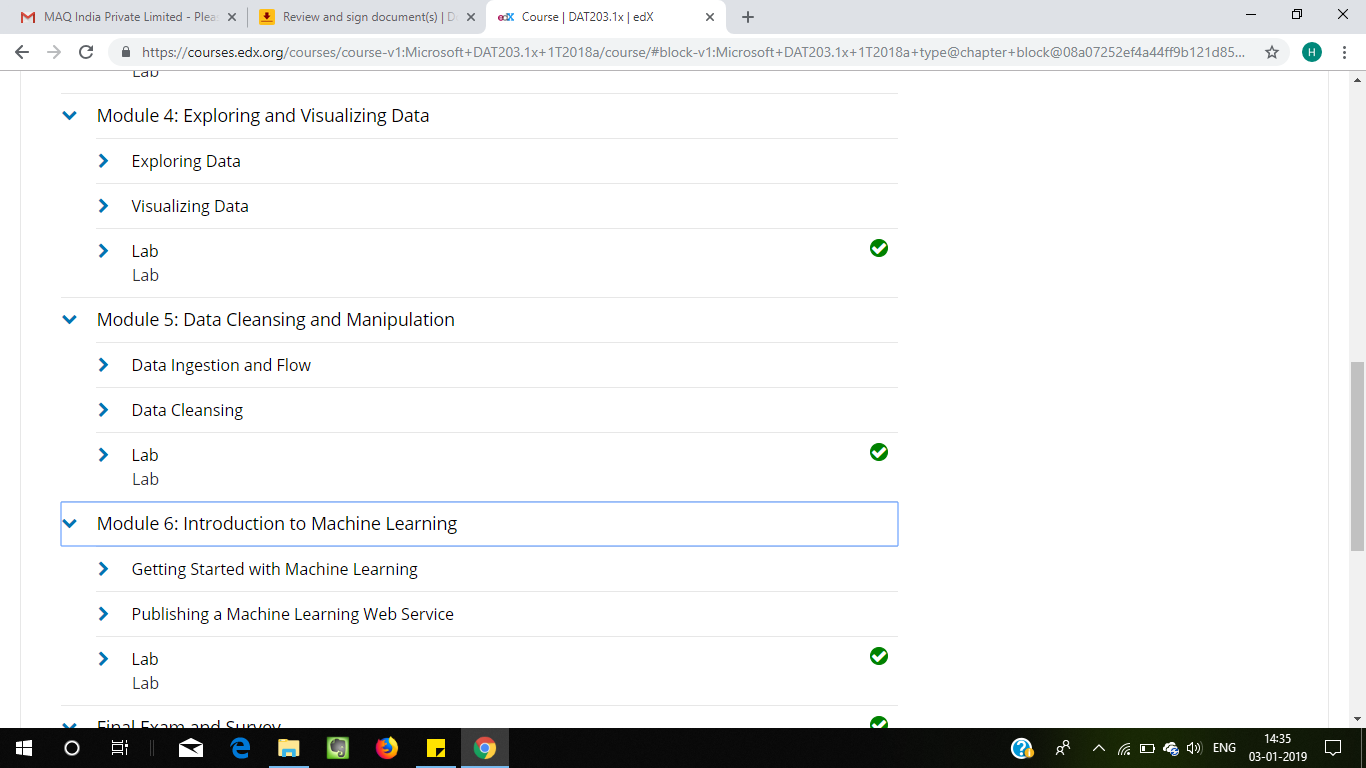 MAQ India Private Limited - Plea
Review and sign document(s) | D
edX Course | DAT203.1x | edX
https://courses.edx.org/courses/course-v1:Microsoft+DAT203.1x+1T2018a/course/#block-v1:Microsoft+DAT203.1x+1T2018a+type@chapter+block@08a07252ef4a44ff9b121d85...
H
Lab
Module 4: Exploring and Visualizing Data
Exploring Data
Visualizing Data
Lab
Lab
Module 5: Data Cleansing and Manipulation
Data Ingestion and Flow
Data Cleansing
Lab
Lab
Module 6: Introduction to Machine Learning
Getting Started with Machine Learning
Publishing a Machine Learning Web Service
Lab
Lab
Final Exam and Survey
ENG
14:35
03-01-2019